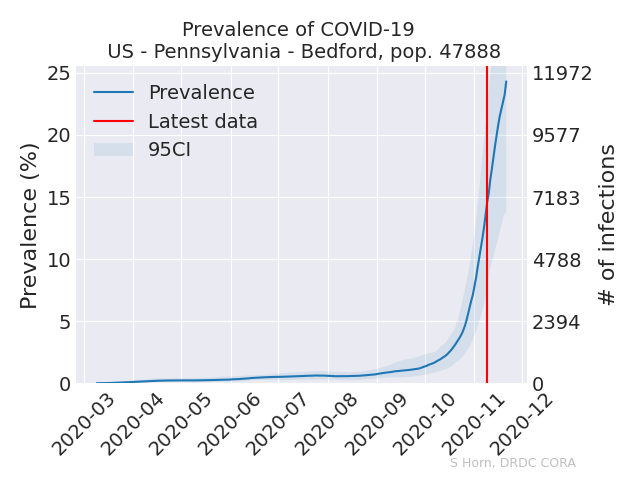 Prevalence of COVID-19
US - Pennsylvania - Bedford, pop. 47888
25
20
15
10
5
0
Prevalence (%)
Prevalence
Latest data
95CI
11972
9577
7183
4788
2394
0
# of infections
2020-03
2020-04
2020-05
2020-06
2020-07
2020-08
2020-09
2020-10
2020-11
2020-12
S Horn, DRDC CORA